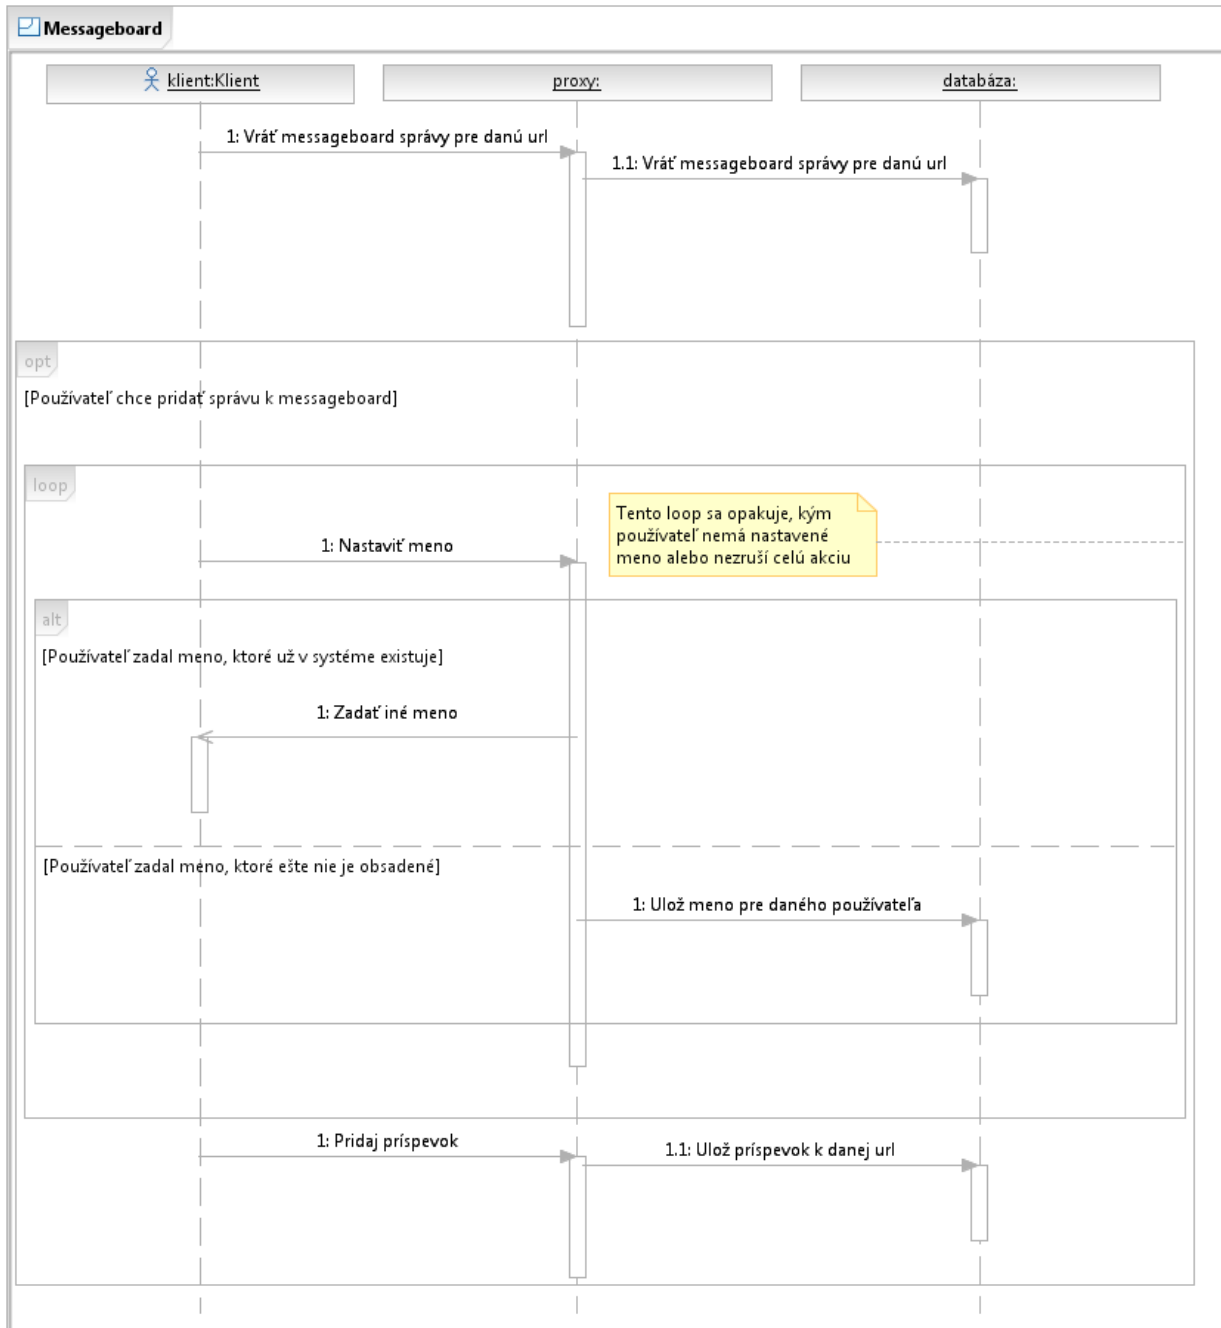 Messageboard
klient:Klient
proxy:
databáza:
1: Vráť messageboard správy pre danú url
1.1: Vráť messageboard správy pre danú url
opt
[Používateľ chce pridať správu k messageboard]
loop
Tento loop sa opakuje, kým
používateľ nemá nastavené
meno alebo nezruší celú akciu
1: Nastaviť meno
alt
[Používateľ zadal meno, ktoré už v systéme existuje]
1: Zadať iné meno
[Používateľ zadal meno, ktoré ešte nie je obsadené]
1: Ulož meno pre daného používateľa
1: Pridaj príspevok
1.1: Ulož príspevok k danej url